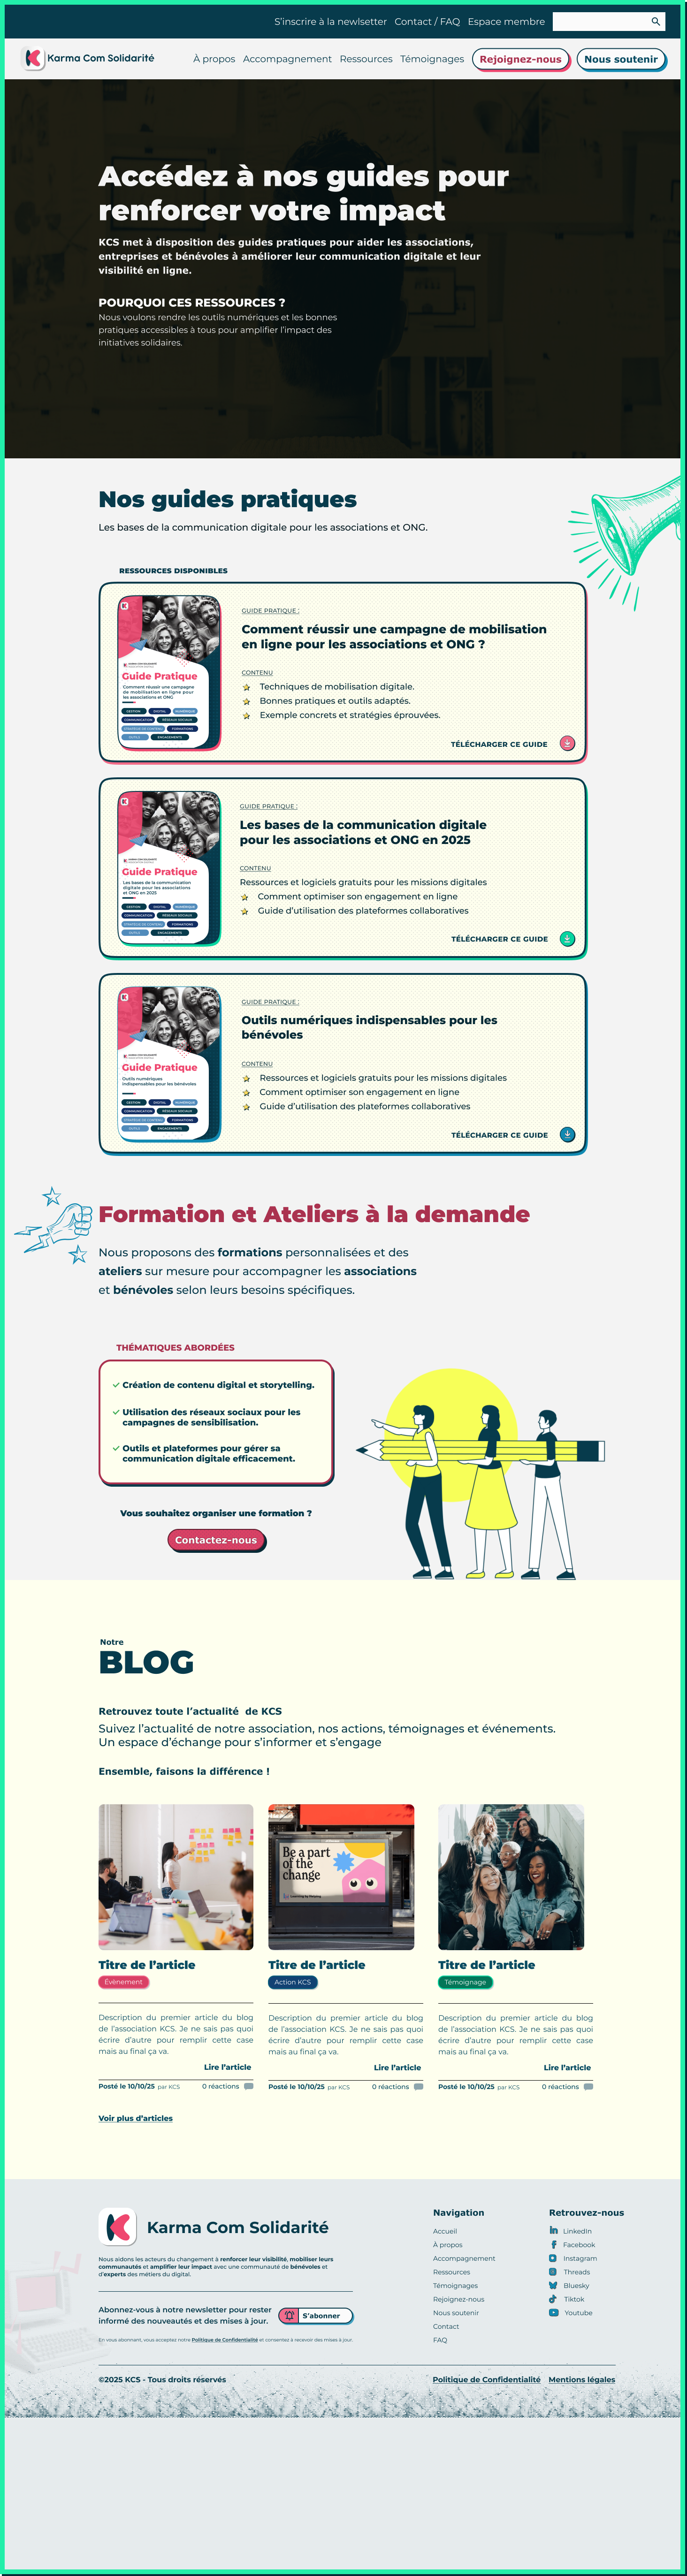 S'inscrire à la newlsetter Contact / FAQ Espace membre
Karma Com Solidarité
À propos Accompagnement Ressources Témoignages Rejoignez-nous Nous soutenir
Accédez à nos guides pour
renforcer votre impact
KCS met à disposition des guides pratiques pour aider les associations,
entreprises et bénévoles à améliorer leur communication digitale et leur
visibilité en ligne.
POURQUOI CES RESSOURCES ?
Nous voulons rendre les outils numériques et les bonnes
pratiques accessibles à tous pour amplifier l'impact des
initiatives solidaires.
Nos guides pratiques
Les bases de la communication digitale pour les associations et ONG.
RESSOURCES DISPONIBLES
Guide Pratique
Comment réussir une campagne
de mobilisation en ligne pour
les associations et ONG
GESTION DIGITAL NUMÉRIQUE
COMMUNICATION RÉSEAUX SOCIAUX
FORMATIONS
OUTILS ENGAGEMENTS
GUIDE PRATIQUE :
Comment réussir une campagne de mobilisation
en ligne pour les associations et ONG ?
CONTENU
Techniques de mobilisation digitale.
Bonnes pratiques et outils adaptés.
Exemple concrets et stratégies éprouvées.
TÉLÉCHARGER CE GUIDE
Guide Pratique
Les bases de la communication
digitale pour les associations
et ONG en 2025
GESTION DIGITAL NUMÉRIQUE
COMMUNICATION RÉSEAUX SOCIAUX
FORMATIONS
OUTILS ENGAGEMENTS
GUIDE PRATIQUE :
Les bases de la communication digitale
pour les associations et ONG en 2025
CONTENU
Ressources et logiciels gratuits pour les missions digitales
Comment optimiser son engagement en ligne
Guide d'utilisation des plateformes collaboratives
TÉLÉCHARGER CE GUIDE
Guide Pratique
Outils numériques
indispensables pour les bénévoles
GESTION DIGITAL NUMÉRIQUE
COMMUNICATION RÉSEAUX SOCIAUX
FORMATIONS
OUTILS ENGAGEMENTS
GUIDE PRATIQUE :
Outils numériques indispensables pour les
bénévoles
CONTENU
Ressources et logiciels gratuits pour les missions digitales
Comment optimiser son engagement en ligne
Guide d'utilisation des plateformes collaboratives
TÉLÉCHARGER CE GUIDE
Formation et Ateliers à la demande
Nous proposons des formations personnalisées et des
ateliers sur mesure pour accompagner les associations
et bénévoles selon leurs besoins spécifiques.
THÉMATIQUES ABORDÉES
Création de contenu digital et storytelling.
Utilisation des réseaux sociaux pour les
campagnes de sensibilisation.
Outils et plateformes pour gérer sa
communication digitale efficacement.
Vous souhaitez organiser une formation ?
Contactez-nous
Notre
BLOG
Retrouvez toute l'actualité de KCS
Suivez l'actualité de notre association, nos actions, témoignages et événements.
Un espace d'échange pour s'informer et s'engage
Ensemble, faisons la différence !
Be a part
of the
change
Titre de l'article
Évènement
Description du premier article du blog
de l'association KCS. Je ne sais pas quoi
écrire d'autre pour remplir cette case
mais au final ça va.
Lire l'article
Posté le 10/10/25 par KCS 0 réactions
Titre de l'article
Action KCS
Description du premier article du blog
de l'association KCS. Je ne sais pas quoi
écrire d'autre pour remplir cette case
mais au final ça va.
Lire l'article
Posté le 10/10/25 par KCS 0 réactions
Titre de l'article
Témoignage
Description du premier article du blog
de l'association KCS. Je ne sais pas quoi
écrire d'autre pour remplir cette case
mais au final ça va.
Lire l'article
Posté le 10/10/25 par KCS 0 réactions
Voir plus d'articles
Karma Com Solidarité
Nous aidons les acteurs du changement à renforcer leur visibilité, mobiliser leurs
communautés et amplifier leur impact avec une communauté de bénévoles et
d'experts des métiers du digital.
Abonnez-vous à notre newsletter pour rester
informé des nouveautés et des mises à jour.
S'abonner
En vous abonnant, vous acceptez notre Politique de Confidentialité et consentez à recevoir des mises à jour.
Navigation
Accueil
À propos
Accompagnement
Ressources
Témoignages
Rejoignez-nous
Nous soutenir
Contact
FAQ
Retrouvez-nous
LinkedIn
Facebook
Instagram
Threads
Bluesky
Tiktok
Youtube
©2025 KCS - Tous droits réservés
Politique de Confidentialité Mentions légales